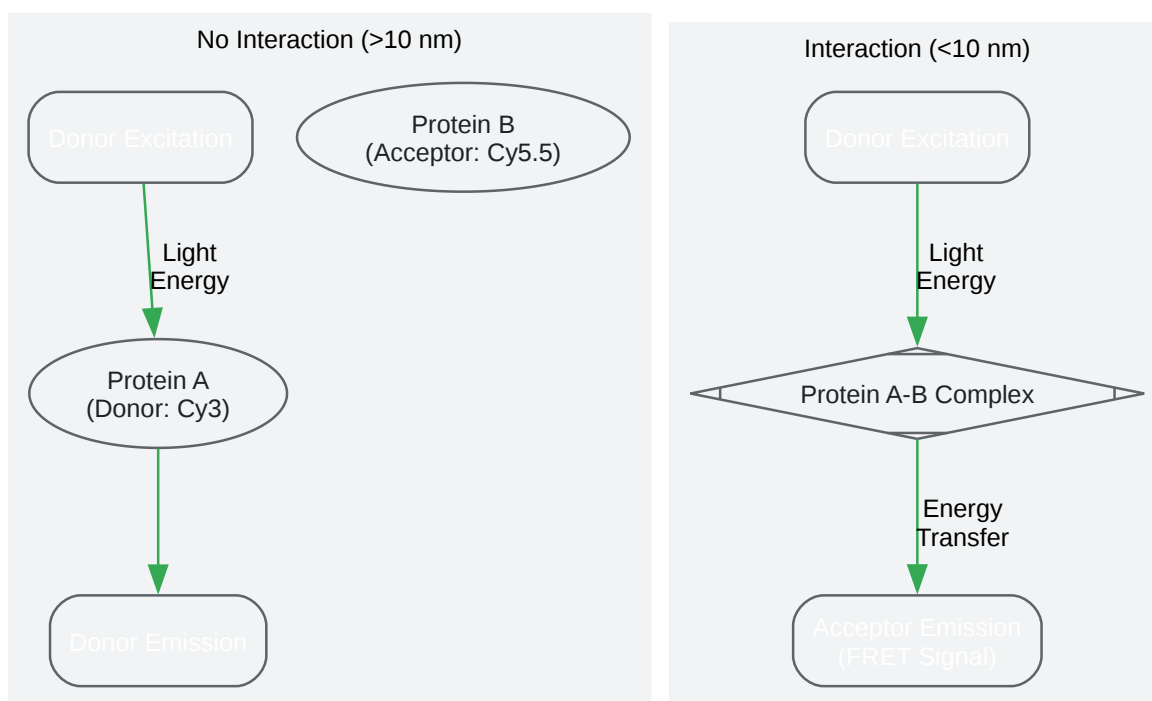 No Interaction (>10 nm)
Donor Excitation
Protein B
(Acceptor: Cy5.5)
Light
Energy
Protein A
(Donor: Cy3)
Donor Emission
Interaction (<10 nm)
Donor Excitation
Light
Energy
Protein A-B Complex
Energy
Transfer
Acceptor Emission
(FRET Signal)